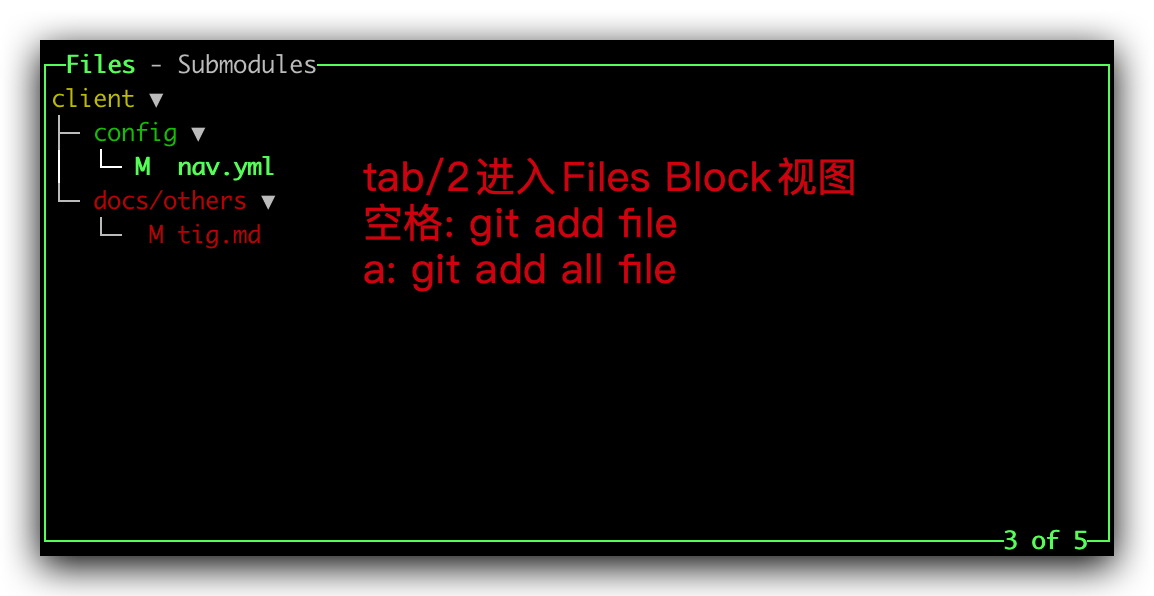 Files - Submodules
client ▼
config ▼
M nav.yml
docs/others ▼
M tig.md
tab/2进入Files Block视图
空格: git add file
a: git add all file
3 of 5